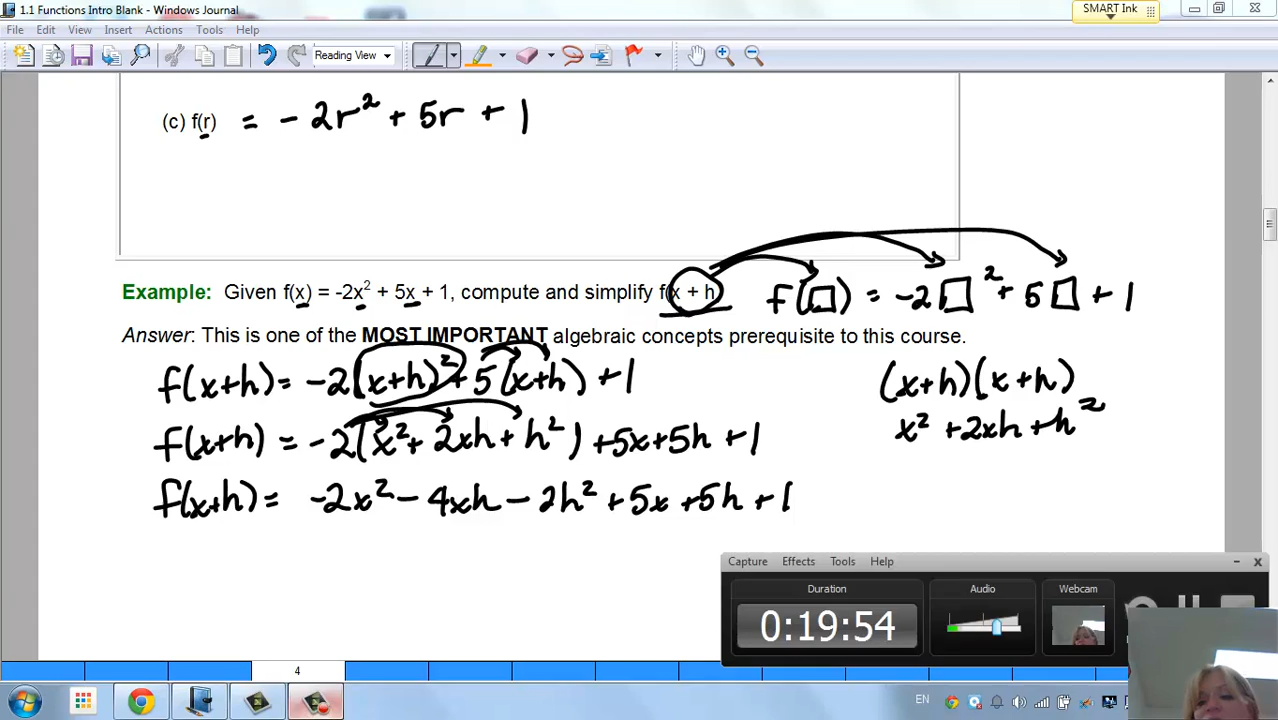 1.1 Functions Intro Blank - Windows Journal
SMART Ink
File Edit View Insert Actions Tools Help
Reading View
(c) f(r) = -2r² + 5r + 1
Example: Given f(x) = -2x² + 5x + 1, compute and simplify f(x + h) f(□) = -2□² + 5□ + 1
Answer: This is one of the MOST IMPORTANT algebraic concepts prerequisite to this course.
f(x+h) = -2(x+h)² + 5(x+h) + 1 (x+h)(x+h)
f(x+h) = -2(x² + 2xh + h²) + 5x + 5h + 1 x² + 2xh + h²
f(x+h) = -2x² - 4xh - 2h² + 5x + 5h + 1
Capture Effects Tools Help
Duration Audio Webcam
0:19:54
4
EN